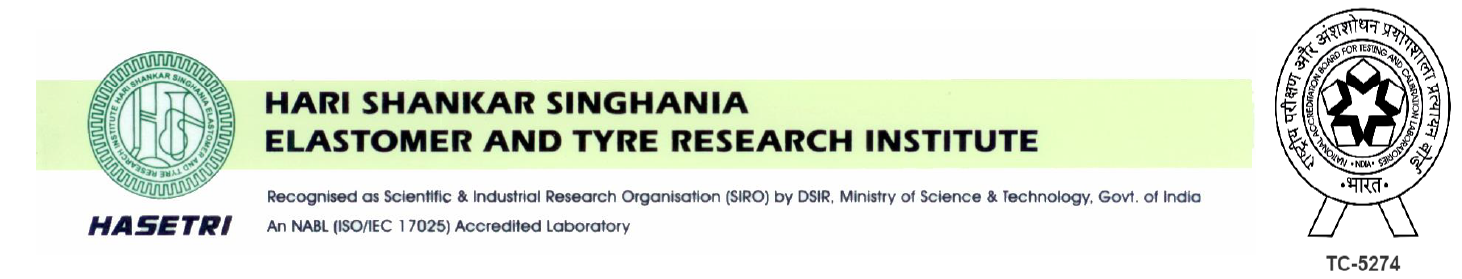 HARI SHANKAR SINGHANIA ELASTOMER AND TYRE RESEARCH INSTITUTE
HS
HASETRI
HARI SHANKAR SINGHANIA
ELASTOMER AND TYRE RESEARCH INSTITUTE
Recognised as Scientific & Industrial Research Organisation (SIRO) by DSIR, Ministry of Science & Technology, Govt. of India
An NABL (ISO/IEC 17025) Accredited Laboratory
राष्ट्रीय परीक्षण और अंशशोधन प्रयोगशाला प्रत्यायन बोर्ड
NATIONAL ACCREDITATION BOARD FOR TESTING AND CALIBRATION LABORATORIES
• INDIA •
•भारत•
TC-5274